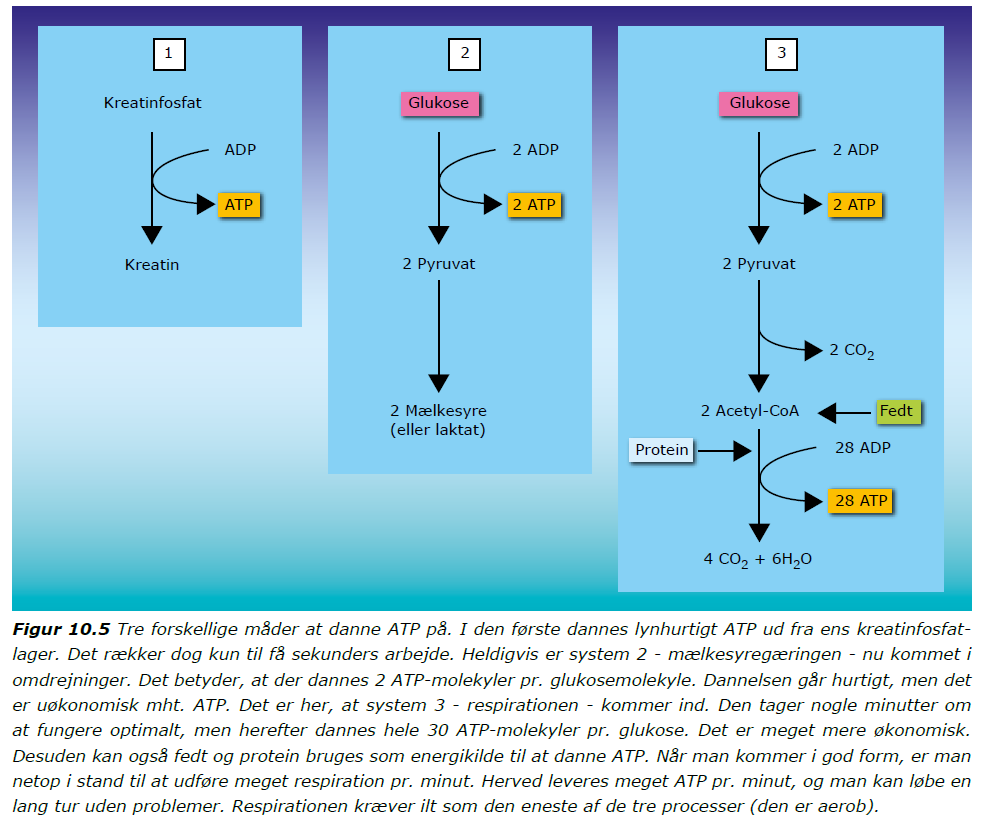 1
Kreatinfosfat
ADP
ATP
Kreatin
2
Glukose
2 ADP
2 ATP
2 Pyruvat
2 Mælkesyre
(eller laktat)
3
Glukose
2 ADP
2 ATP
2 Pyruvat
2 CO2
2 Acetyl-CoA
Fedt
Protein
28 ADP
28 ATP
4 CO2 + 6H2O
Figur 10.5 Tre forskellige måder at danne ATP på. I den første dannes lynhurtigt ATP ud fra ens kreatinfosfat-
lager. Det rækker dog kun til få sekunders arbejde. Heldigvis er system 2 - mælkesyregæringen - nu kommet i
omdrejninger. Det betyder, at der dannes 2 ATP-molekyler pr. glukosemolekyle. Dannelsen går hurtigt, men det
er uøkonomisk mht. ATP. Det er her, at system 3 - respirationen - kommer ind. Den tager nogle minutter om
at fungere optimalt, men herefter dannes hele 30 ATP-molekyler pr. glukose. Det er meget mere økonomisk.
Desuden kan også fedt og protein bruges som energikilde til at danne ATP. Når man kommer i god form, er man
netop i stand til at udføre meget respiration pr. minut. Herved leveres meget ATP pr. minut, og man kan løbe en
lang tur uden problemer. Respirationen kræver ilt som den eneste af de tre processer (den er aerob).